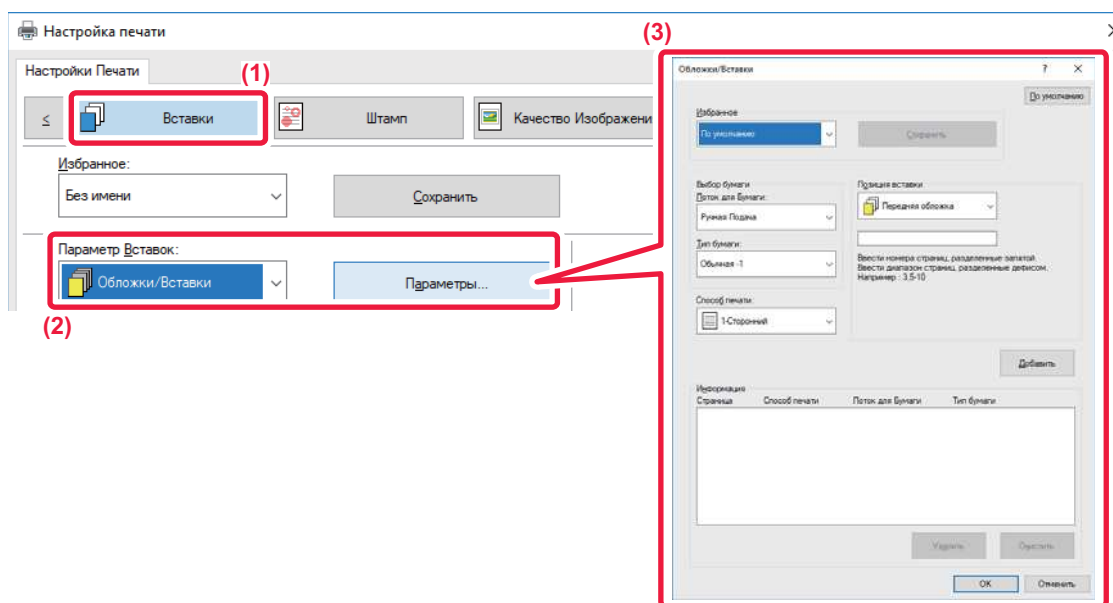 Настройка печати
Настройки Печати
(1)
<
Вставки
Штамп
Качество Изображени
Избранное:
Без имени
Сохранить
Параметр Вставок:
Обложки/Вставки
Параметры...
(2)
(3)
Обложки/Вставки
? X
По умолчанию
Избранное
По умолчанию
Сохранить
Выбор бумаги
Поток для Бумаги:
Ручная Подача
Тип бумаги:
Обычная -1
Способ печати:
1-Сторонний
Позиция вставки
Передняя обложка
Ввести номера страниц, разделенные запатой.
Ввести диапазон страниц, разделенные дефисом.
Например : 3,5-10
Добавить
Информация
Страница Способ печати Поток для Бумаги Тип бумаги
Удалить
Очистить
OK
Отменить